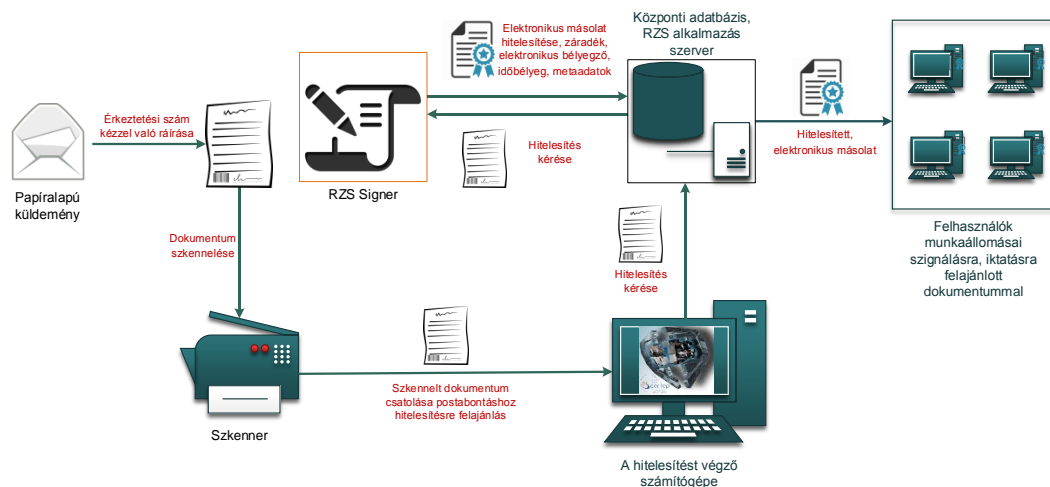 Elektronikus másolat
hitelesítése, záradék,
elektronikus bélyegző,
időbélyeg, metaadatok
Központi adatbázis,
RZS alkalmazás
szerver
Érkeztetési szám
kézzel való ráírása
Hitelesítés
kérése
Hitelesített,
elektronikus másolat
Papíralapú
küldemény
RZS Signer
Dokumentum
szkennelése
Hitelesítés
kérése
Felhasználók
munkaállomásai
szignálásra, iktatásra
felajánlott
dokumentummal
Szkennelt dokumentum
csatolása postabontáshoz
hitelesítésre felajánlás
Szkenner
A hitelesítést végző
számítógépe